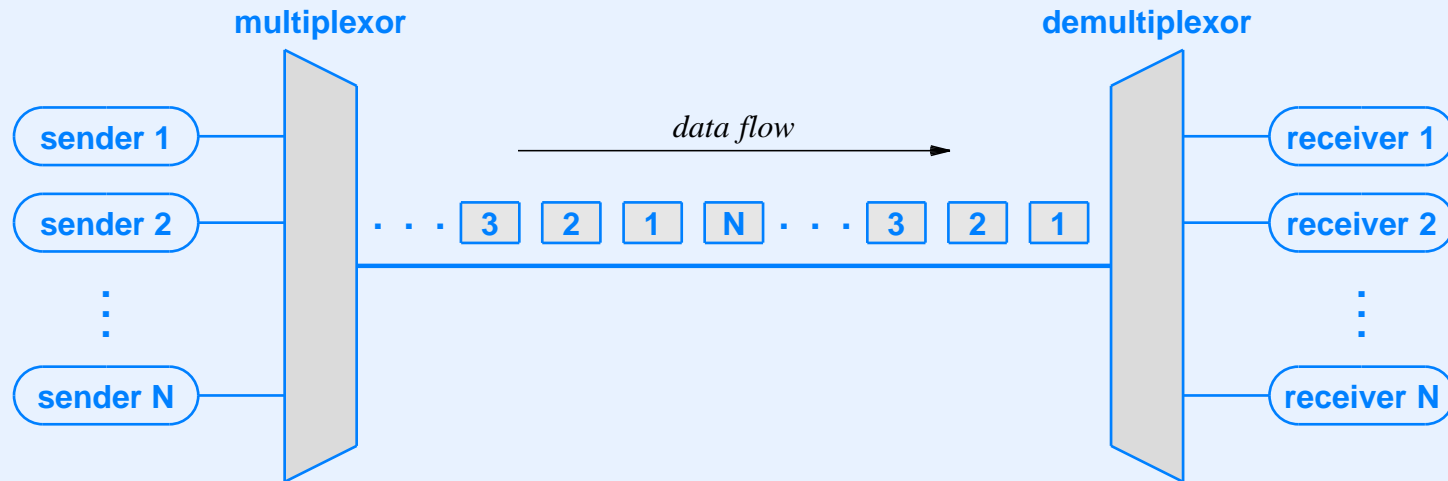 multiplexor
demultiplexor
sender 1
data flow
receiver 1
sender 2
. . . 3 2 1 N . . . 3 2 1
receiver 2
sender N
receiver N